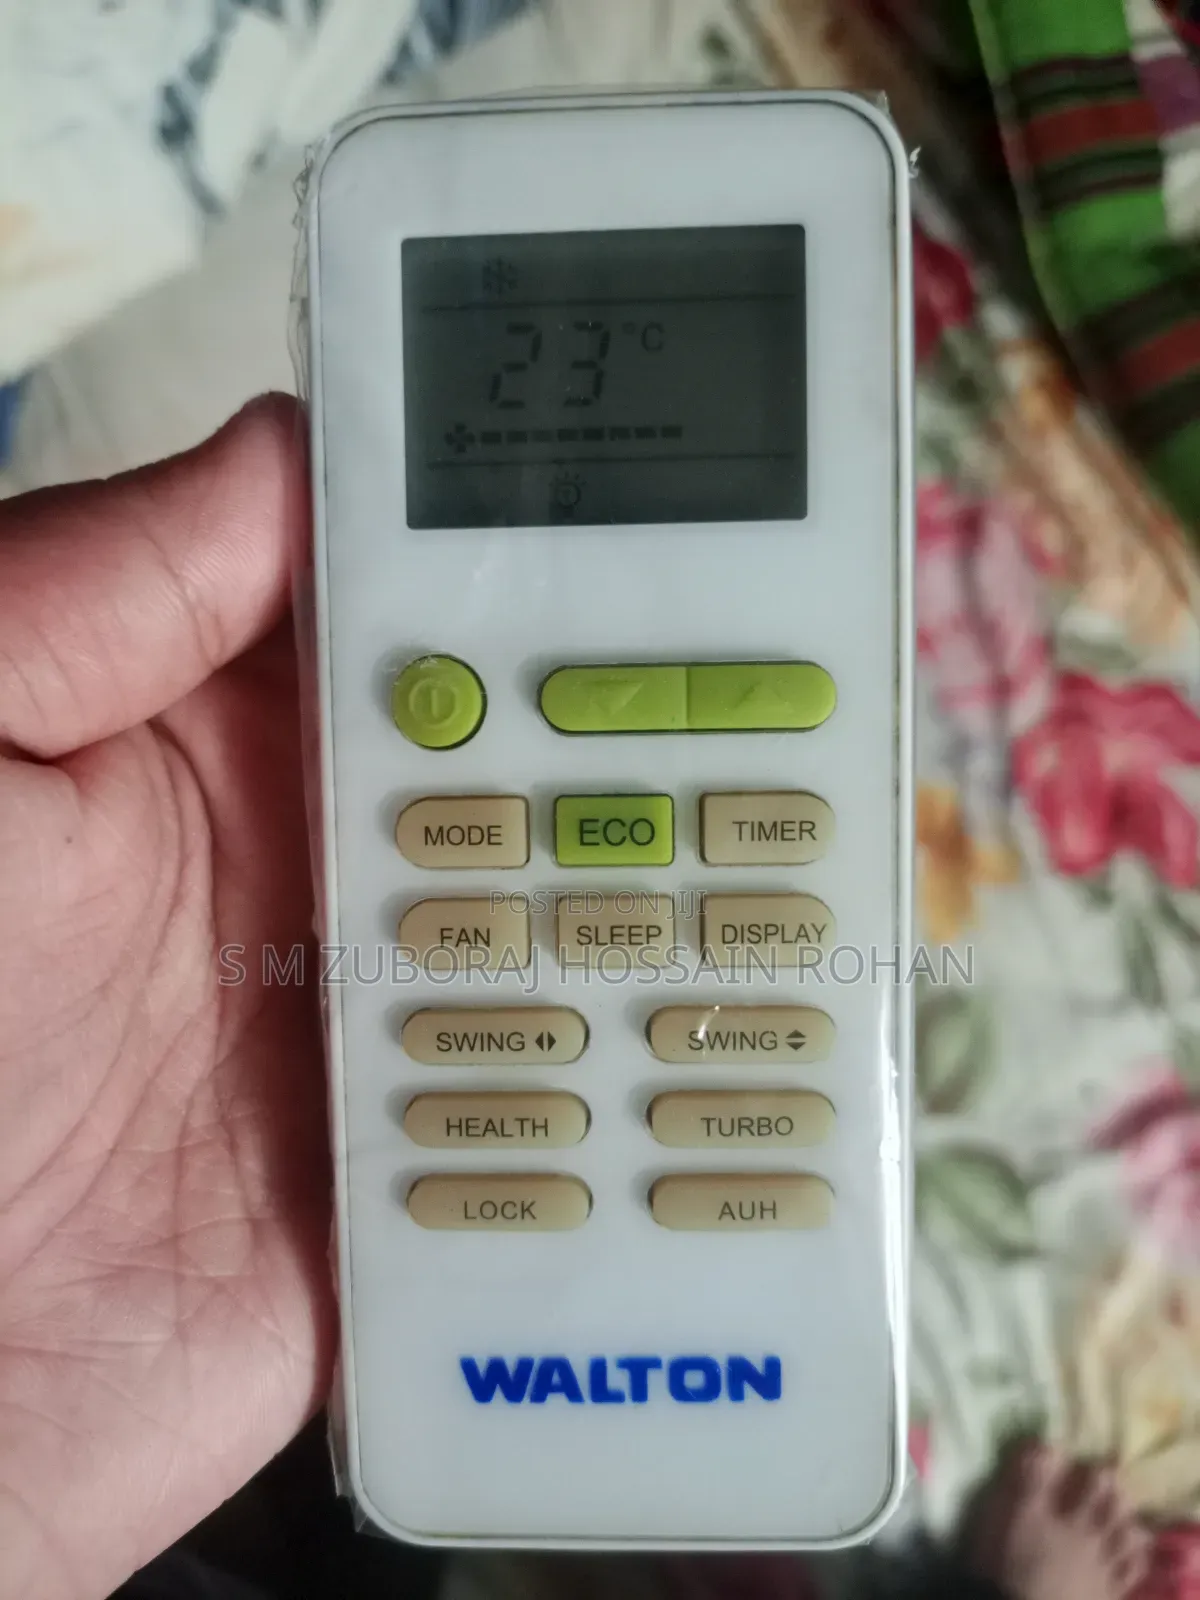 23 °C
MODE ECO TIMER
POSTED ON JIJI
FAN SLEEP DISPLAY
S M ZUBORAJ HOSSAIN ROHAN
SWING SWING
HEALTH TURBO
LOCK AUH
WALTON